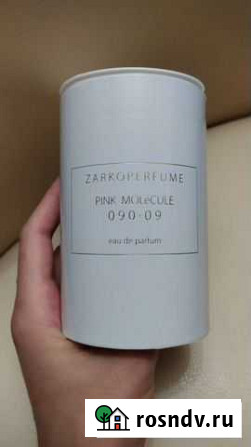 ZARKOPERFUME
PINK MOLéCULE
090·09
eau de parfum
rosndv.ru